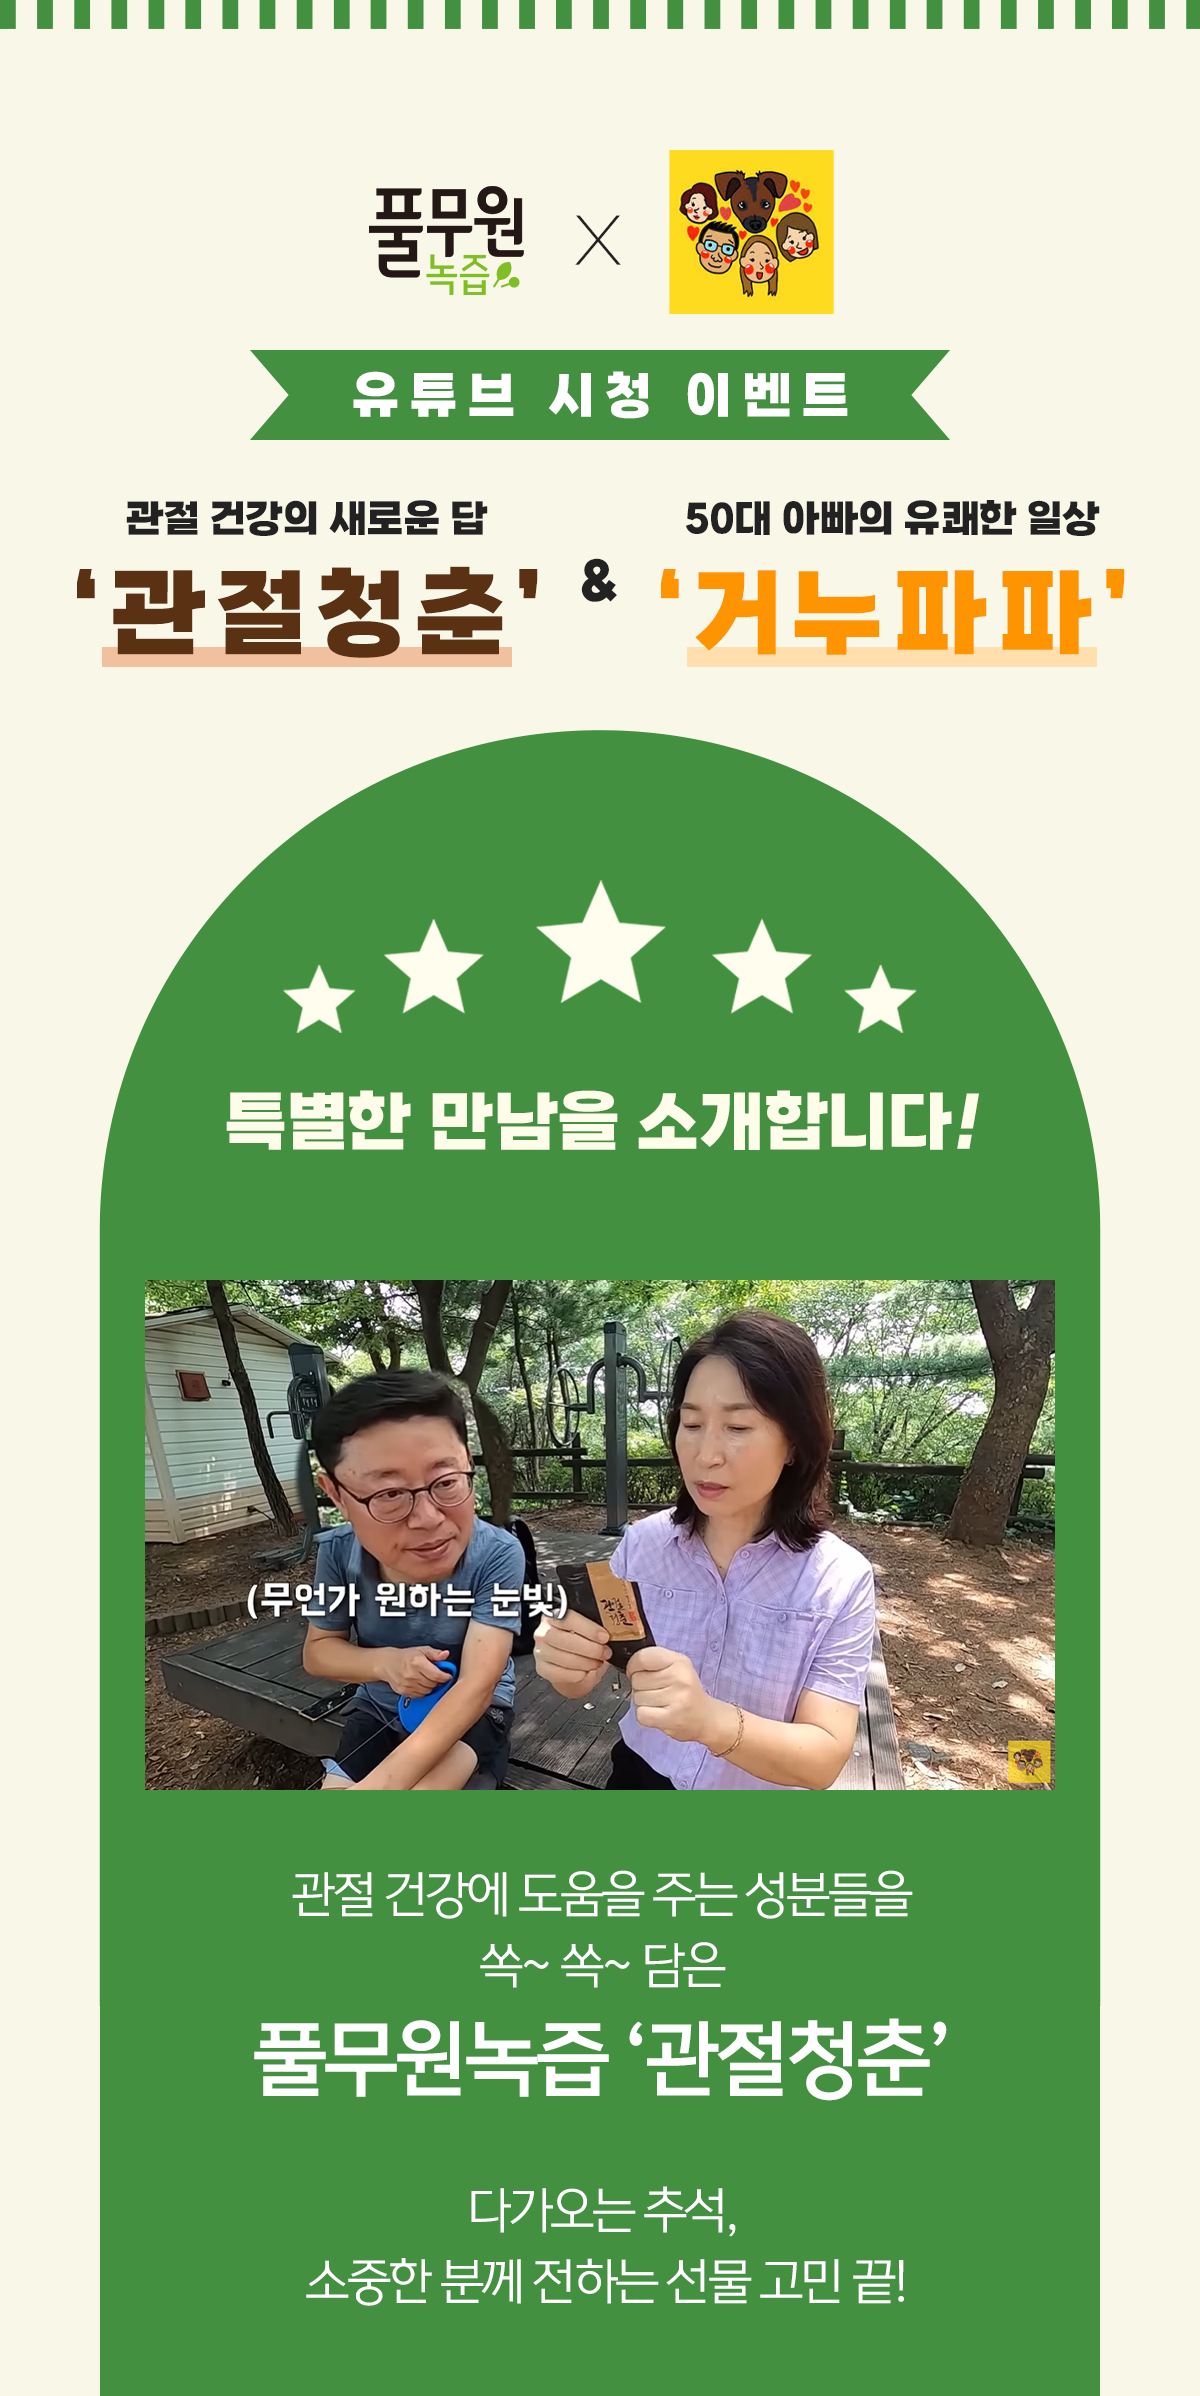 풀무원
녹즙
유튜브 시청 이벤트
관절 건강의 새로운 답
‘관절청춘’
&
50대 아빠의 유쾌한 일상
‘거누파파’
특별한 만남을 소개합니다!
(무언가 원하는 눈빛)
관절
청춘
관절 건강에 도움을 주는 성분들을
쏙~ 쏙~ 담은
풀무원녹즙 ‘관절청춘’
다가오는 추석,
소중한 분께 전하는 선물 고민 끝!